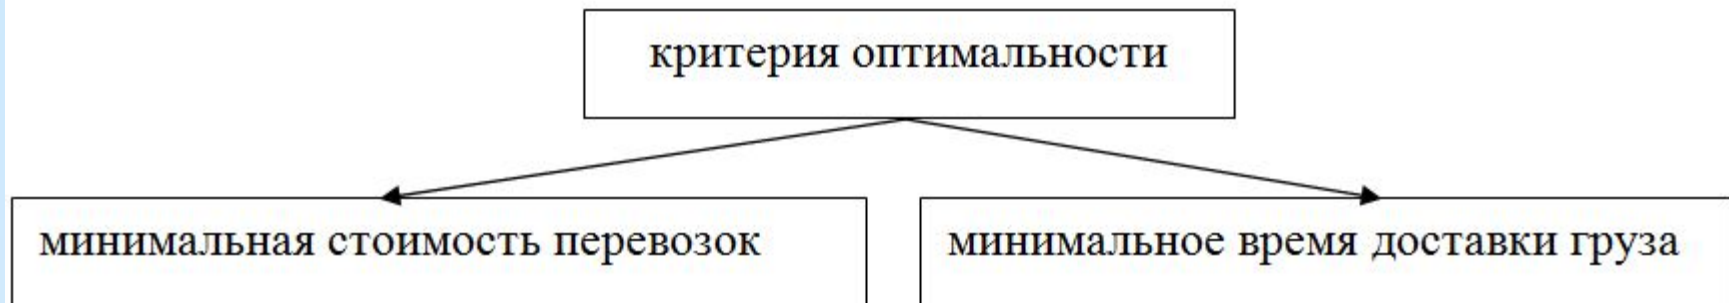 критерия оптимальности
минимальная стоимость перевозок
минимальное время доставки груза